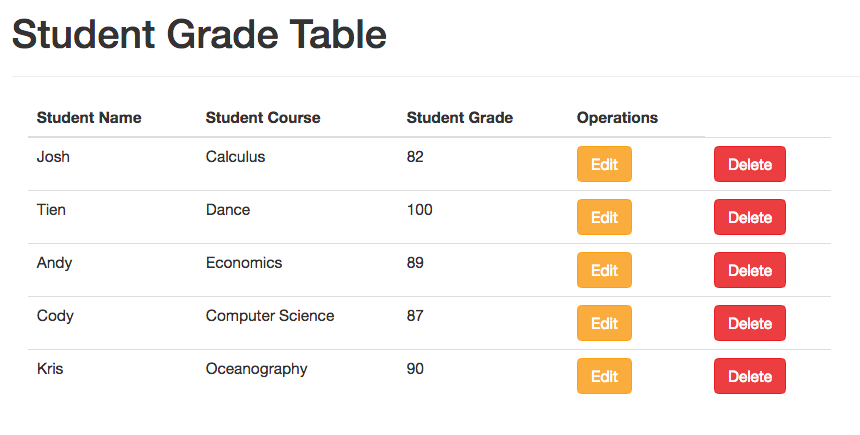 Student Grade Table
Student Name Student Course Student Grade Operations
Josh Calculus 82 Edit Delete
Tien Dance 100 Edit Delete
Andy Economics 89 Edit Delete
Cody Computer Science 87 Edit Delete
Kris Oceanography 90 Edit Delete